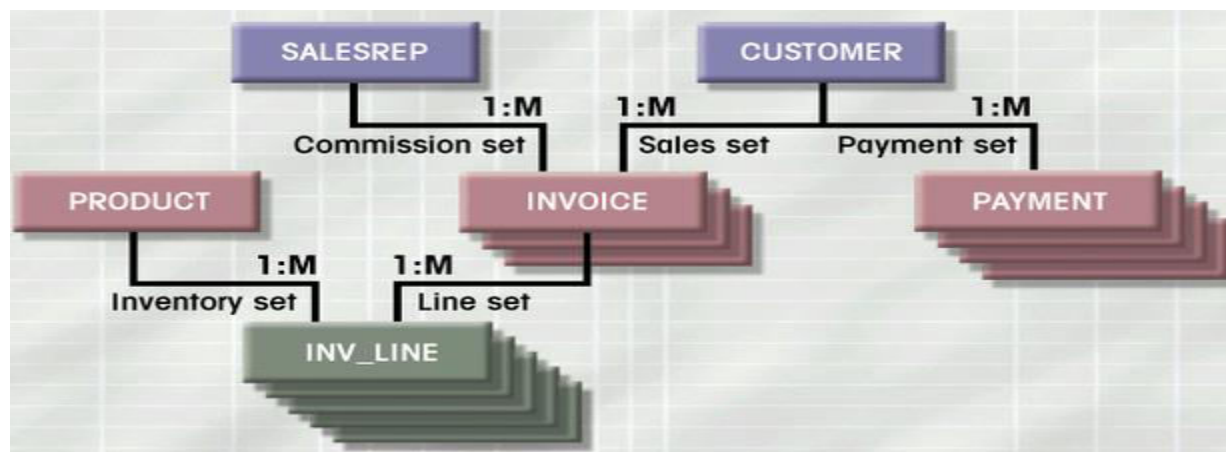 SALESREP
CUSTOMER
1:M
1:M
1:M
Commission set
Sales set
Payment set
PRODUCT
INVOICE
PAYMENT
1:M
1:M
Inventory set
Line set
INV_LINE